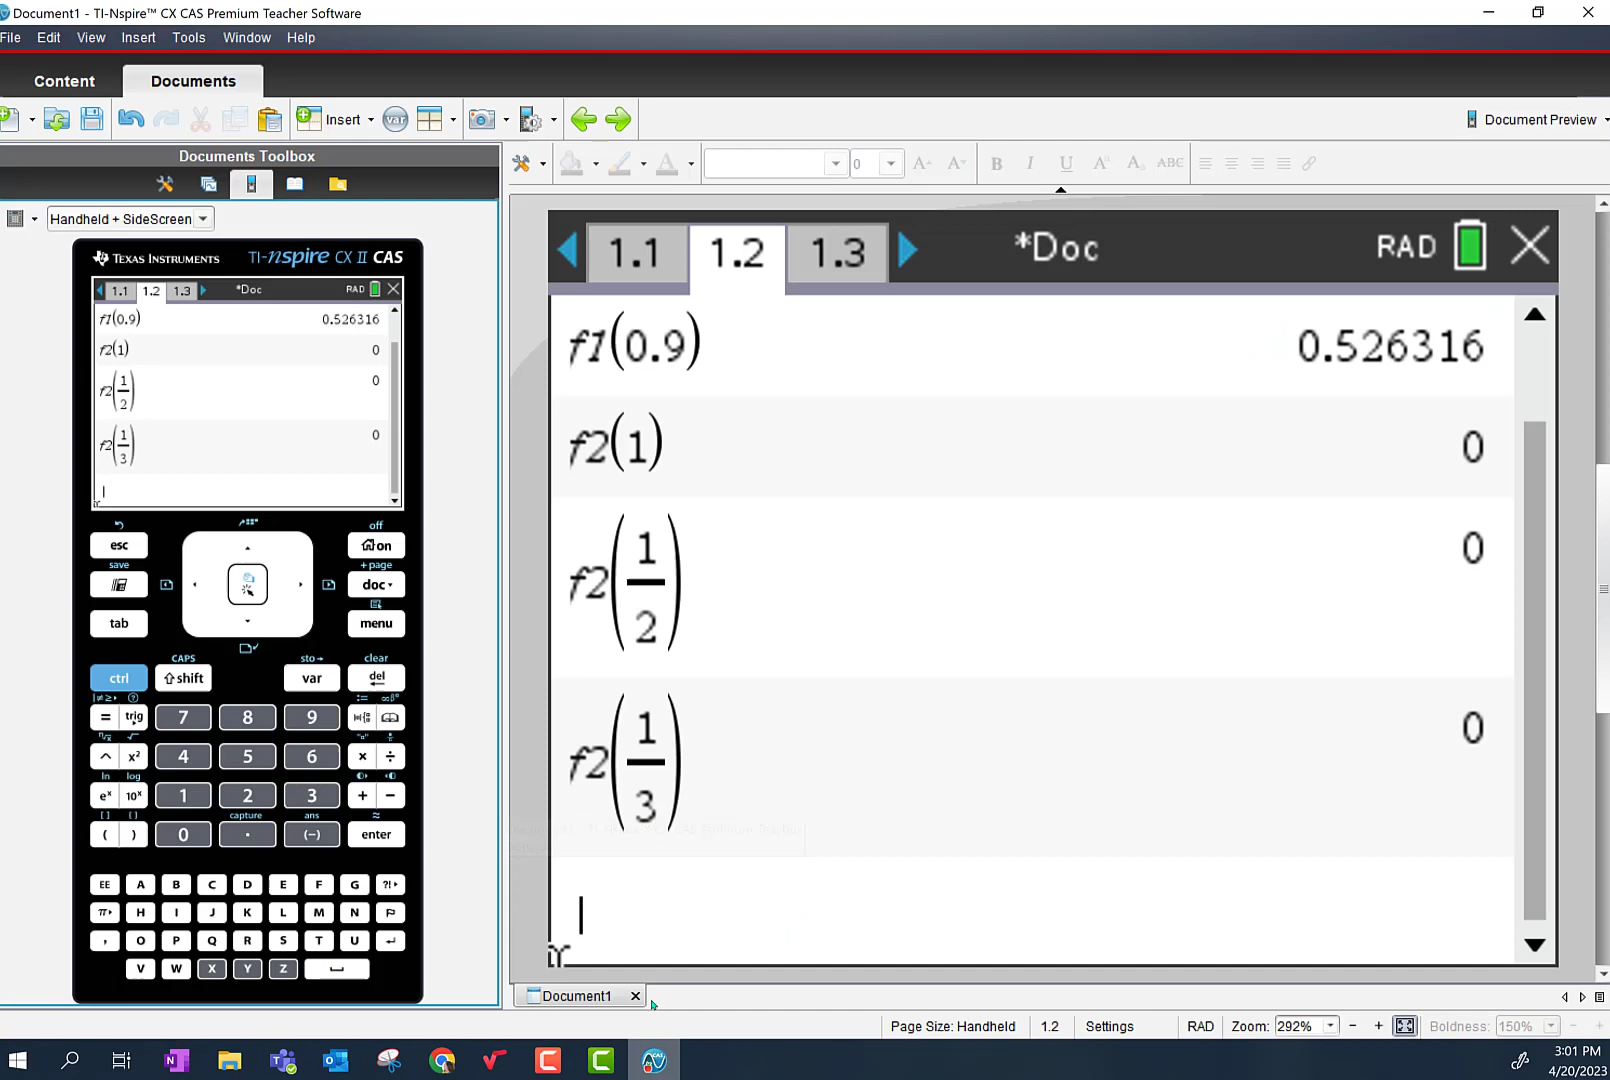 Document1 - TI-Nspire™ CX CAS Premium Teacher Software
File Edit View Insert Tools Window Help
Content Documents
Insert var Document Preview
Documents Toolbox
0 B I U ABC
Handheld + SideScreen
TEXAS INSTRUMENTS TI-nspire CX II CAS
1.1 1.2 1.3 *Doc RAD
f1(0.9) 0.526316
f2(1) 0
f2(1/2) 0
f2(1/3) 0
off
esc on
save + page
doc
tab menu
CAPS sto→ clear
ctrl shift var del
= trig 7 8 9
^ x² 4 5 6 × ÷
ln log
eˣ 10ˣ 1 2 3 + −
[ ] { } capture ans ≈
( ) 0 . (−) enter
EE A B C D E F G ?!▸
π▸ H I J K L M N
, O P Q R S T U
V W X Y Z
1.1 1.2 1.3 *Doc RAD
f1(0.9) 0.526316
f2(1) 0
f2(1/2) 0
f2(1/3) 0
Document1
Page Size: Handheld 1.2 Settings RAD Zoom: 292% − + Boldness: 150% − +
3:01 PM
4/20/2023